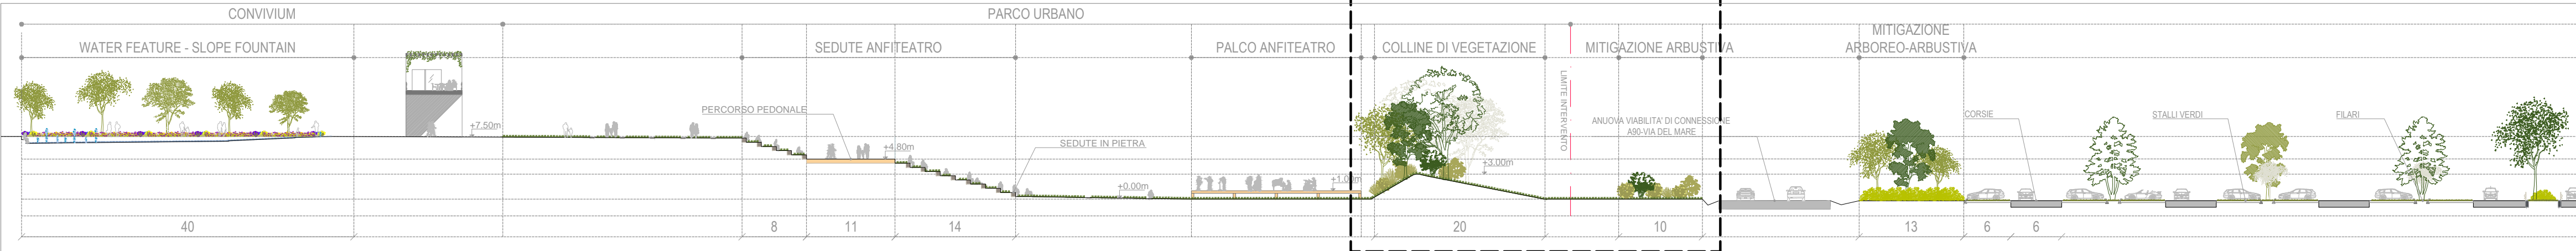 CONVIVIUM
PARCO URBANO
MITIGAZIONE
ARBOREO-ARBUSTIVA
WATER FEATURE - SLOPE FOUNTAIN
SEDUTE ANFITEATRO
PALCO ANFITEATRO
COLLINE DI VEGETAZIONE
MITIGAZIONE ARBUSTIVA
LIMITE INTERVENTO
PERCORSO PEDONALE
ANUOVA VIABILITA' DI CONNESSIONE
A90-VIA DEL MARE
CORSIE
STALLI VERDI
FILARI
+7.50m
+4.80m
SEDUTE IN PIETRA
+3.00m
+0.00m
+1.00m
40
8
11
14
20
10
13
6
6